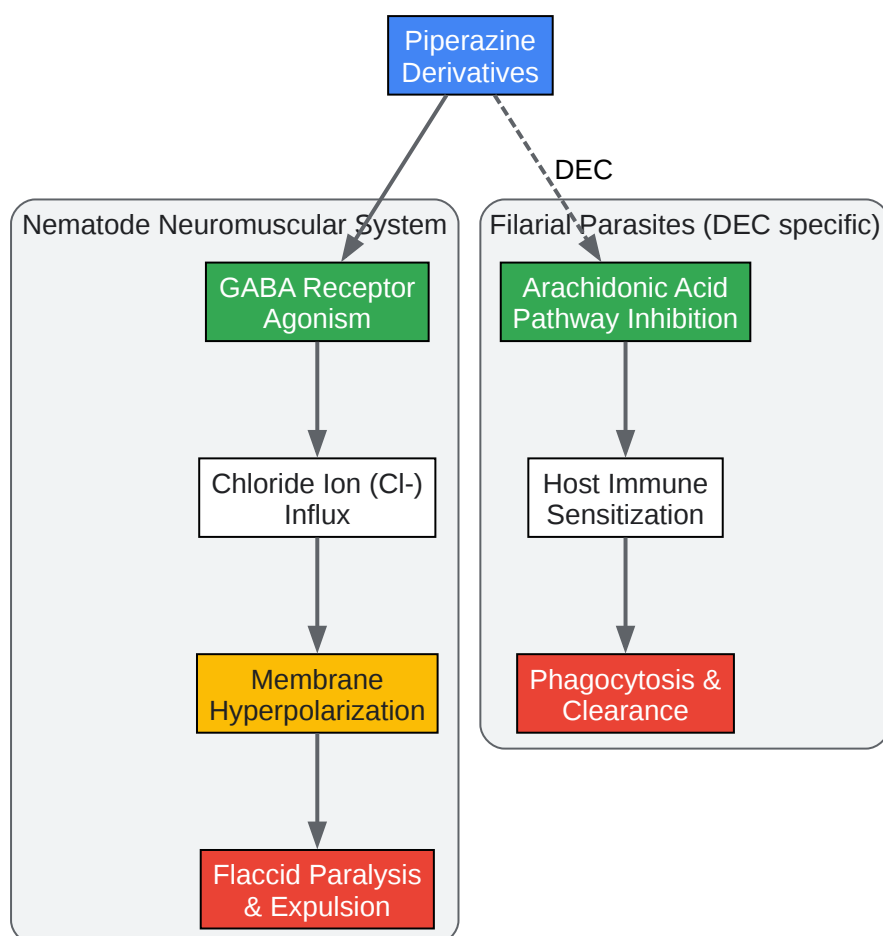 Piperazine
Derivatives
DEC
Nematode Neuromuscular System
GABA Receptor
Agonism
Chloride Ion (Cl-)
Influx
Membrane
Hyperpolarization
Flaccid Paralysis
& Expulsion
Filarial Parasites (DEC specific)
Arachidonic Acid
Pathway Inhibition
Host Immune
Sensitization
Phagocytosis &
Clearance